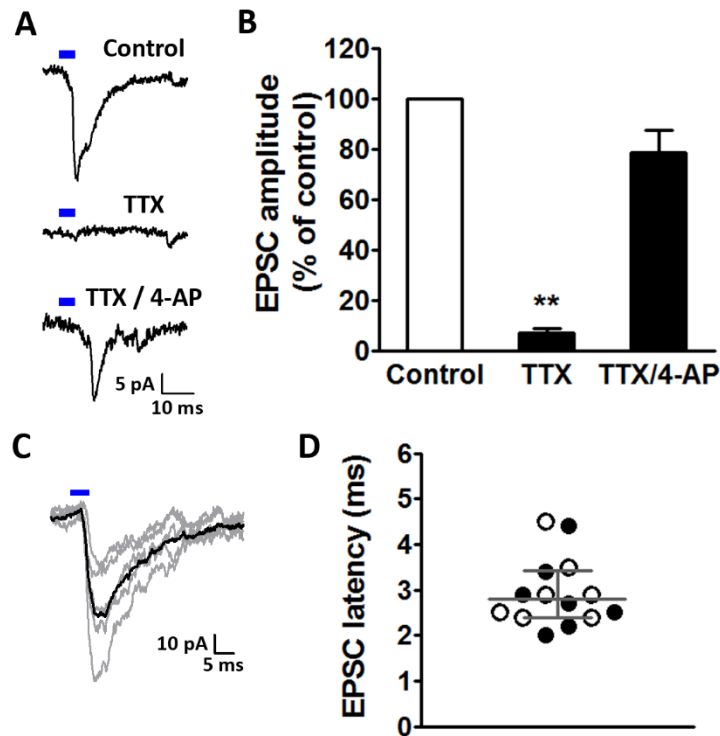 A
Control
TTX
TTX / 4-AP
5 pA
10 ms
B
EPSC amplitude
(% of control)
120
100
80
60
40
20
0
**
Control TTX TTX/4-AP
C
10 pA
5 ms
D
EPSC latency (ms)
6
5
4
3
2
1
0